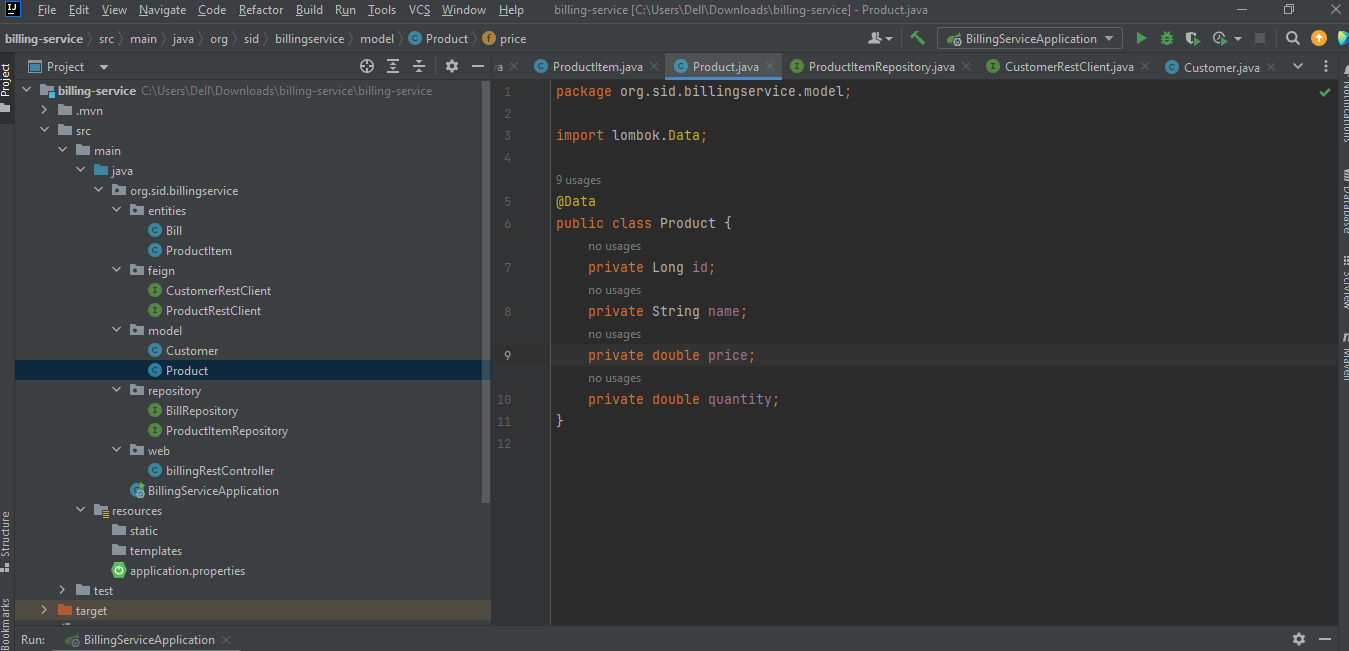 File Edit View Navigate Code Refactor Build Run Tools VCS Window Help billing-service [C:\Users\Dell\Downloads\billing-service] - Product.java
billing-service src main java org sid billingservice model Product price BillingServiceApplication
Project
Project
ProductItem.java Product.java ProductItemRepository.java CustomerRestClient.java Customer.java
billing-service C:\Users\Dell\Downloads\billing-service\billing-service
.mvn
src
main
java
org.sid.billingservice
entities
Bill
ProductItem
feign
CustomerRestClient
ProductRestClient
model
Customer
Product
repository
BillRepository
ProductItemRepository
web
billingRestController
BillingServiceApplication
resources
static
templates
application.properties
test
target
1 package org.sid.billingservice.model;
2
3 import lombok.Data;
4
9 usages
5 @Data
6 public class Product {
no usages
7 private Long id;
no usages
8 private String name;
no usages
9 private double price;
no usages
10 private double quantity;
11 }
12
Structure
Bookmarks
Notifications
Database
SciView
Maven
Run: BillingServiceApplication